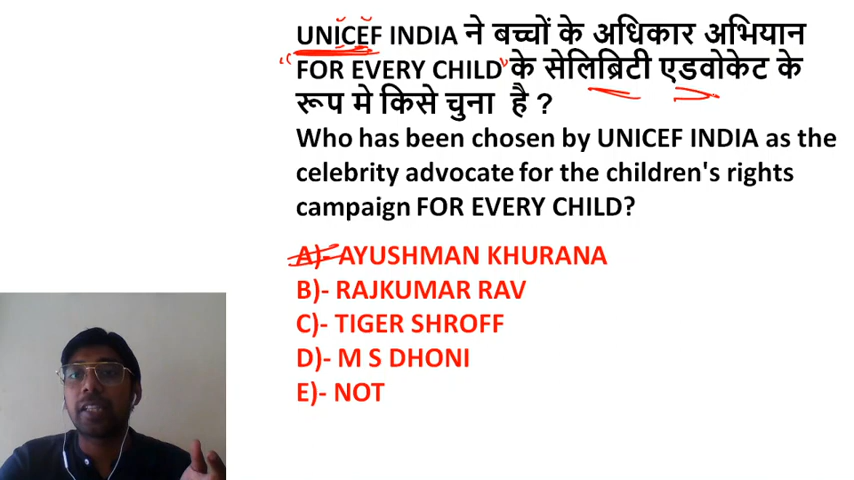 UNICEF INDIA ने बच्चों के अधिकार अभियान
"FOR EVERY CHILD" के सेलिब्रिटी एडवोकेट के
रूप मे किसे चुना है ?
Who has been chosen by UNICEF INDIA as the
celebrity advocate for the children's rights
campaign FOR EVERY CHILD?
A)- AYUSHMAN KHURANA
B)- RAJKUMAR RAV
C)- TIGER SHROFF
D)- M S DHONI
E)- NOT